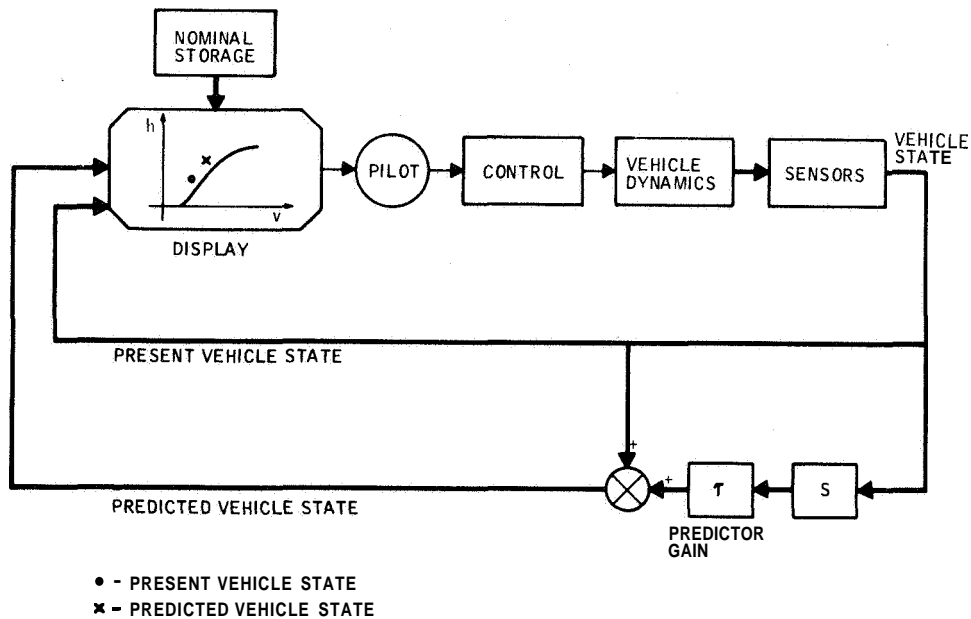 NOMINAL
STORAGE
h
V
DISPLAY
PILOT
CONTROL
VEHICLE
DYNAMICS
SENSORS
VEHICLE
STATE
PRESENT VEHICLE STATE
+
+
τ
S
PREDICTED VEHICLE STATE
PREDICTOR
GAIN
● - PRESENT VEHICLE STATE
✕ - PREDICTED VEHICLE STATE